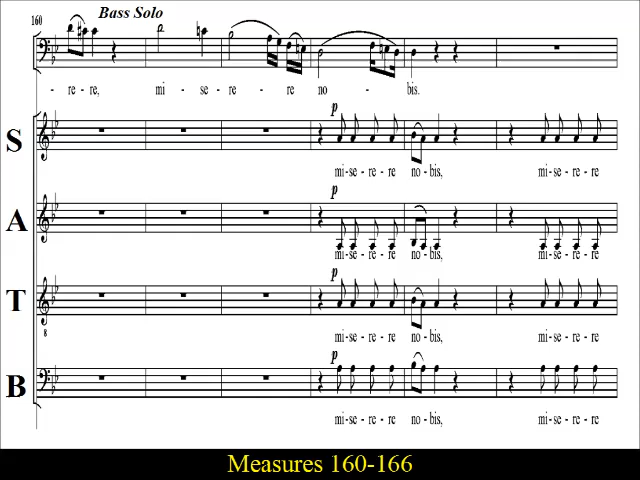 160
Bass Solo
- re - re, mi - se - re - re no - bis.
p
S
mi - se - re - re no - bis, mi - se - re - re
p
A
mi - se - re - re no - bis, mi - se - re - re
p
T
8
mi - se - re - re no - bis, mi - se - re - re
p
B
mi - se - re - re no - bis, mi - se - re - re
Measures 160-166